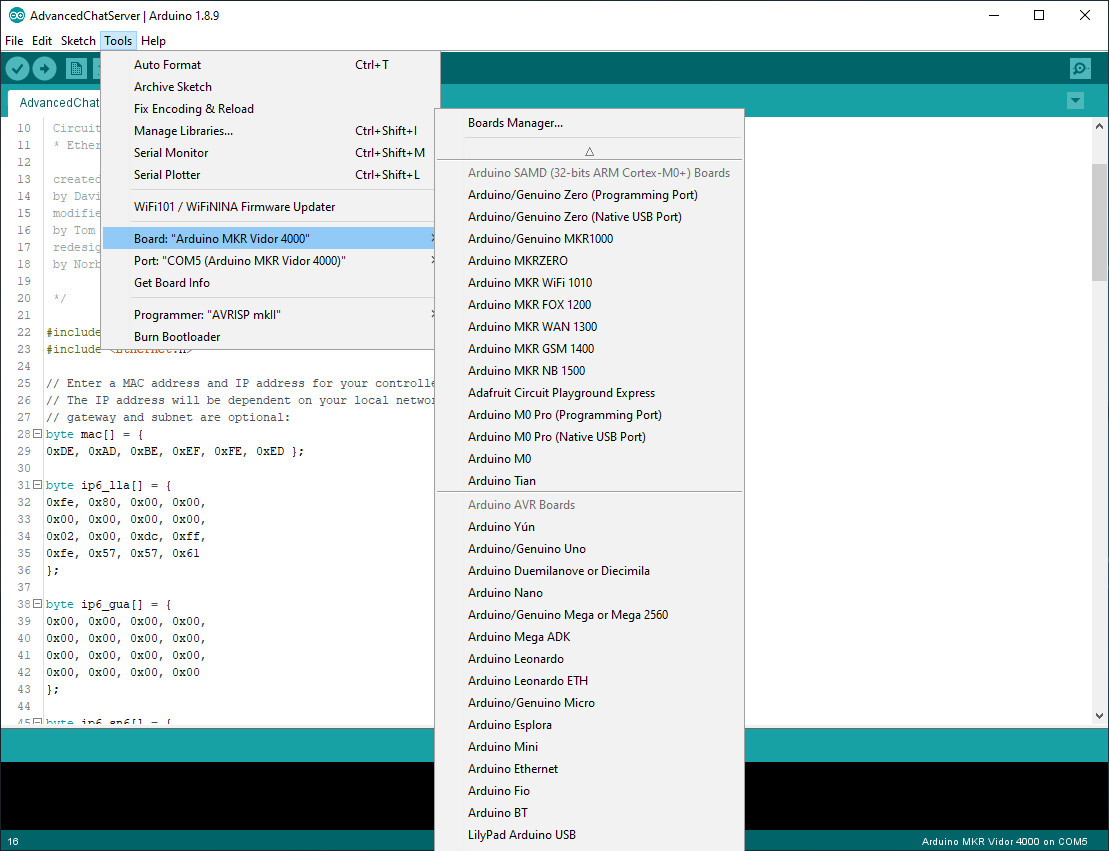 AdvancedChatServer | Arduino 1.8.9
File Edit Sketch Tools Help
AdvancedChat
Auto Format Ctrl+T
Archive Sketch
Fix Encoding & Reload
Manage Libraries... Ctrl+Shift+I
Serial Monitor Ctrl+Shift+M
Serial Plotter Ctrl+Shift+L
WiFi101 / WiFiNINA Firmware Updater
Board: "Arduino MKR Vidor 4000"
Port: "COM5 (Arduino MKR Vidor 4000)"
Get Board Info
Programmer: "AVRISP mkII"
Burn Bootloader
Boards Manager...
Arduino SAMD (32-bits ARM Cortex-M0+) Boards
Arduino/Genuino Zero (Programming Port)
Arduino/Genuino Zero (Native USB Port)
Arduino/Genuino MKR1000
Arduino MKRZERO
Arduino MKR WiFi 1010
Arduino MKR FOX 1200
Arduino MKR WAN 1300
Arduino MKR GSM 1400
Arduino MKR NB 1500
Adafruit Circuit Playground Express
Arduino M0 Pro (Programming Port)
Arduino M0 Pro (Native USB Port)
Arduino M0
Arduino Tian
Arduino AVR Boards
Arduino Yún
Arduino/Genuino Uno
Arduino Duemilanove or Diecimila
Arduino Nano
Arduino/Genuino Mega or Mega 2560
Arduino Mega ADK
Arduino Leonardo
Arduino Leonardo ETH
Arduino/Genuino Micro
Arduino Esplora
Arduino Mini
Arduino Ethernet
Arduino Fio
Arduino BT
LilyPad Arduino USB
10 Circuit
11 * Ether
12
13 created
14 by Davi
15 modifie
16 by Tom
17 redesig
18 by Norb
19
20 */
21
22 #include
23 #include <Ethernet.h>
24
25 // Enter a MAC address and IP address for your controlle
26 // The IP address will be dependent on your local networ
27 // gateway and subnet are optional:
28 byte mac[] = {
29 0xDE, 0xAD, 0xBE, 0xEF, 0xFE, 0xED };
30
31 byte ip6_lla[] = {
32 0xfe, 0x80, 0x00, 0x00,
33 0x00, 0x00, 0x00, 0x00,
34 0x02, 0x00, 0xdc, 0xff,
35 0xfe, 0x57, 0x57, 0x61
36 };
37
38 byte ip6_gua[] = {
39 0x00, 0x00, 0x00, 0x00,
40 0x00, 0x00, 0x00, 0x00,
41 0x00, 0x00, 0x00, 0x00,
42 0x00, 0x00, 0x00, 0x00
43 };
44
45 byte ip6_sn6[] = {
16
Arduino MKR Vidor 4000 on COM5